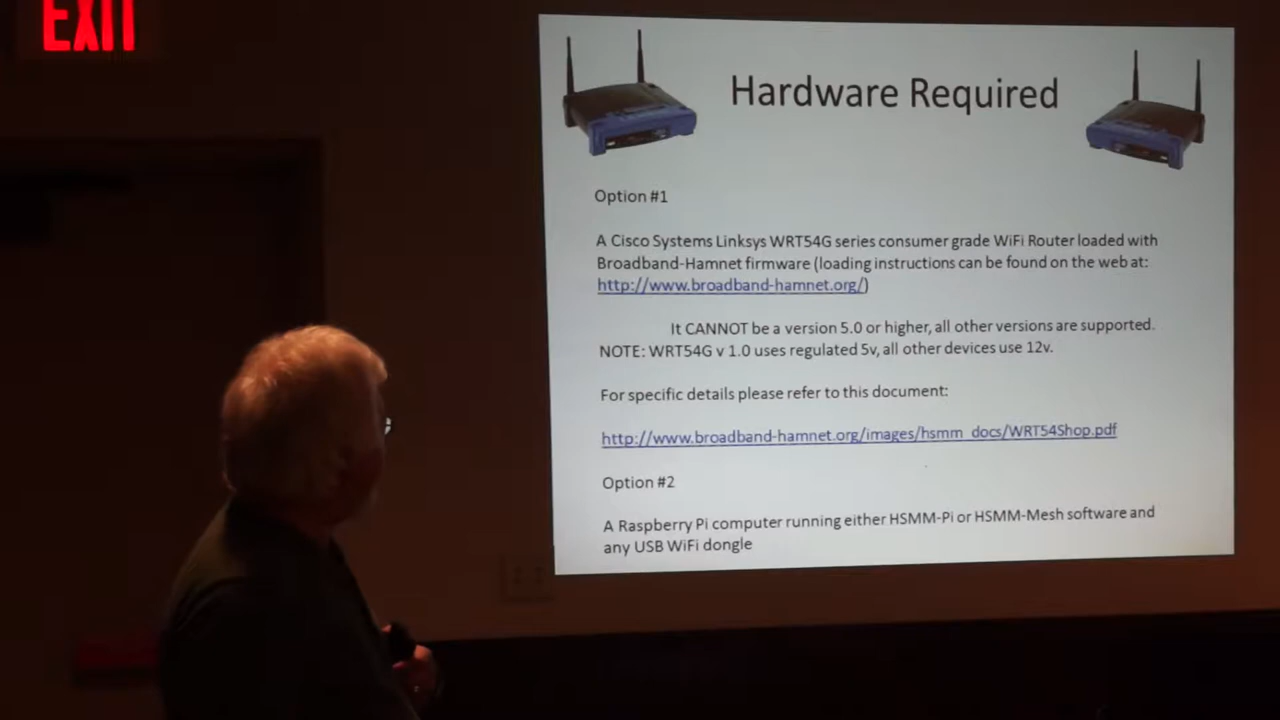 EXIT
Hardware Required
Option #1
A Cisco Systems Linksys WRT54G series consumer grade WiFi Router loaded with
Broadband-Hamnet firmware (loading instructions can be found on the web at:
http://www.broadband-hamnet.org/)
It CANNOT be a version 5.0 or higher, all other versions are supported.
NOTE: WRT54G v 1.0 uses regulated 5v, all other devices use 12v.
For specific details please refer to this document:
http://www.broadband-hamnet.org/images/hsmm_docs/WRT54Shop.pdf
Option #2
A Raspberry Pi computer running either HSMM-Pi or HSMM-Mesh software and
any USB WiFi dongle